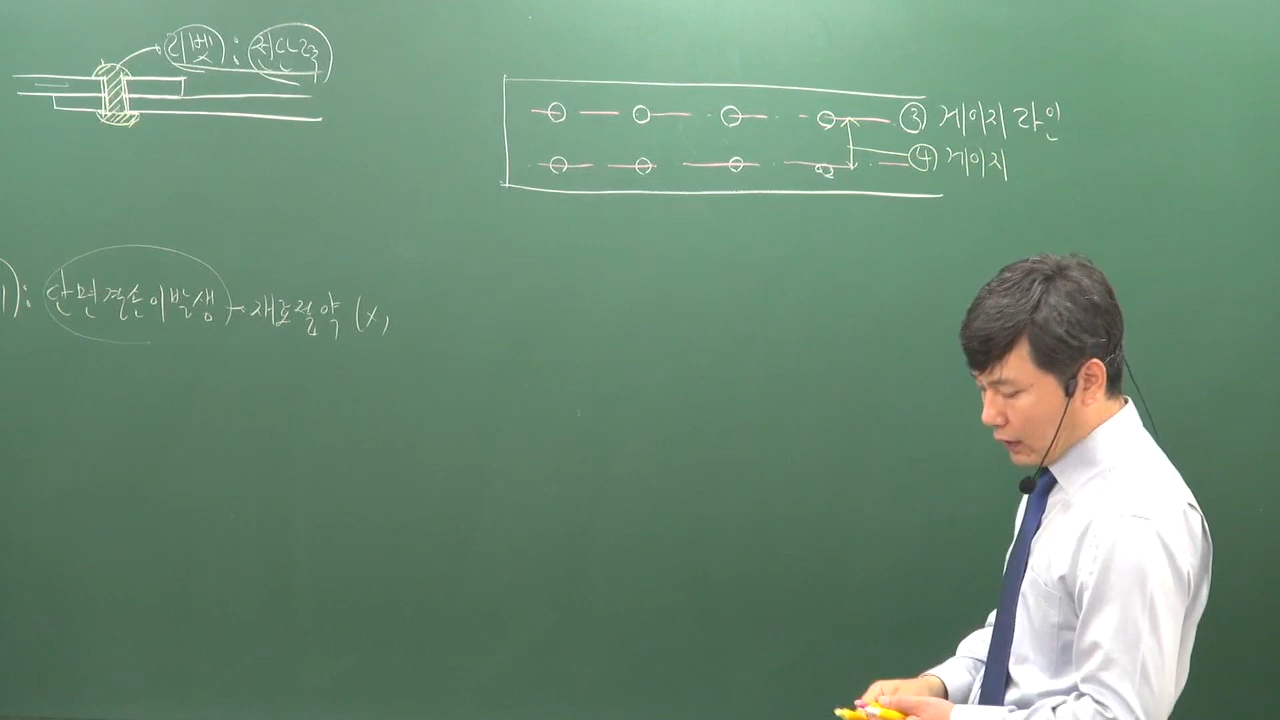 리벳 : 전단력
③ 게이지 라인
④ 게이지
: 단면결손이발생 → 재료절약 (x)